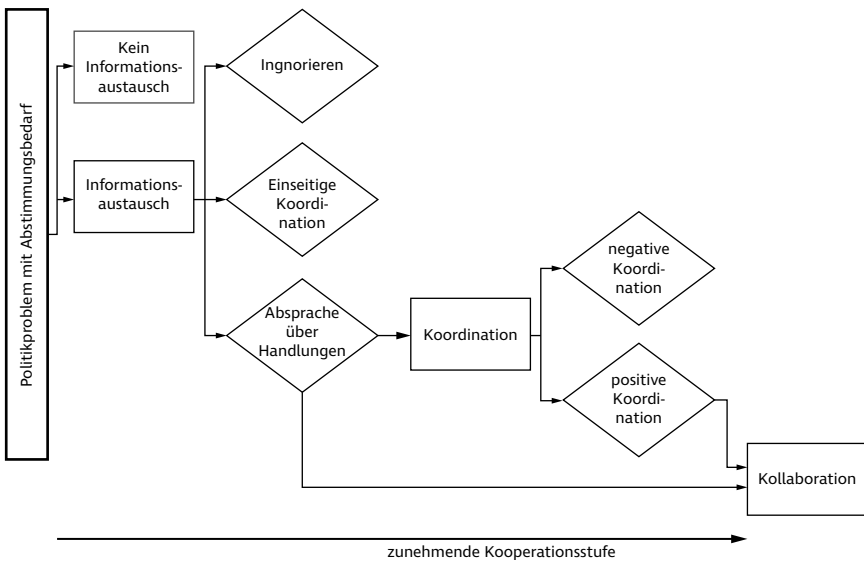 Politikproblem mit Abstimmungsbedarf
Kein
Informations-
austausch
Ingnorieren
Informations-
austausch
Einseitige
Koordi-
nation
Absprache
über
Handlungen
Koordination
negative
Koordi-
nation
positive
Koordi-
nation
Kollaboration
zunehmende Kooperationsstufe